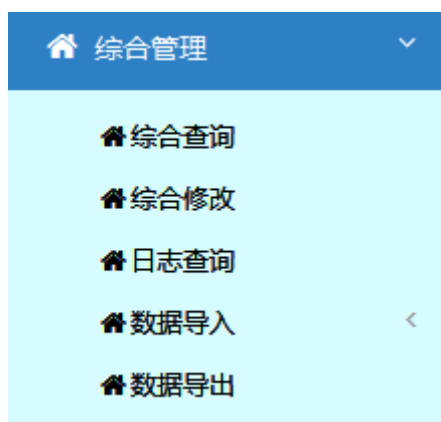 综合管理
综合查询
综合修改
日志查询
数据导入
数据导出